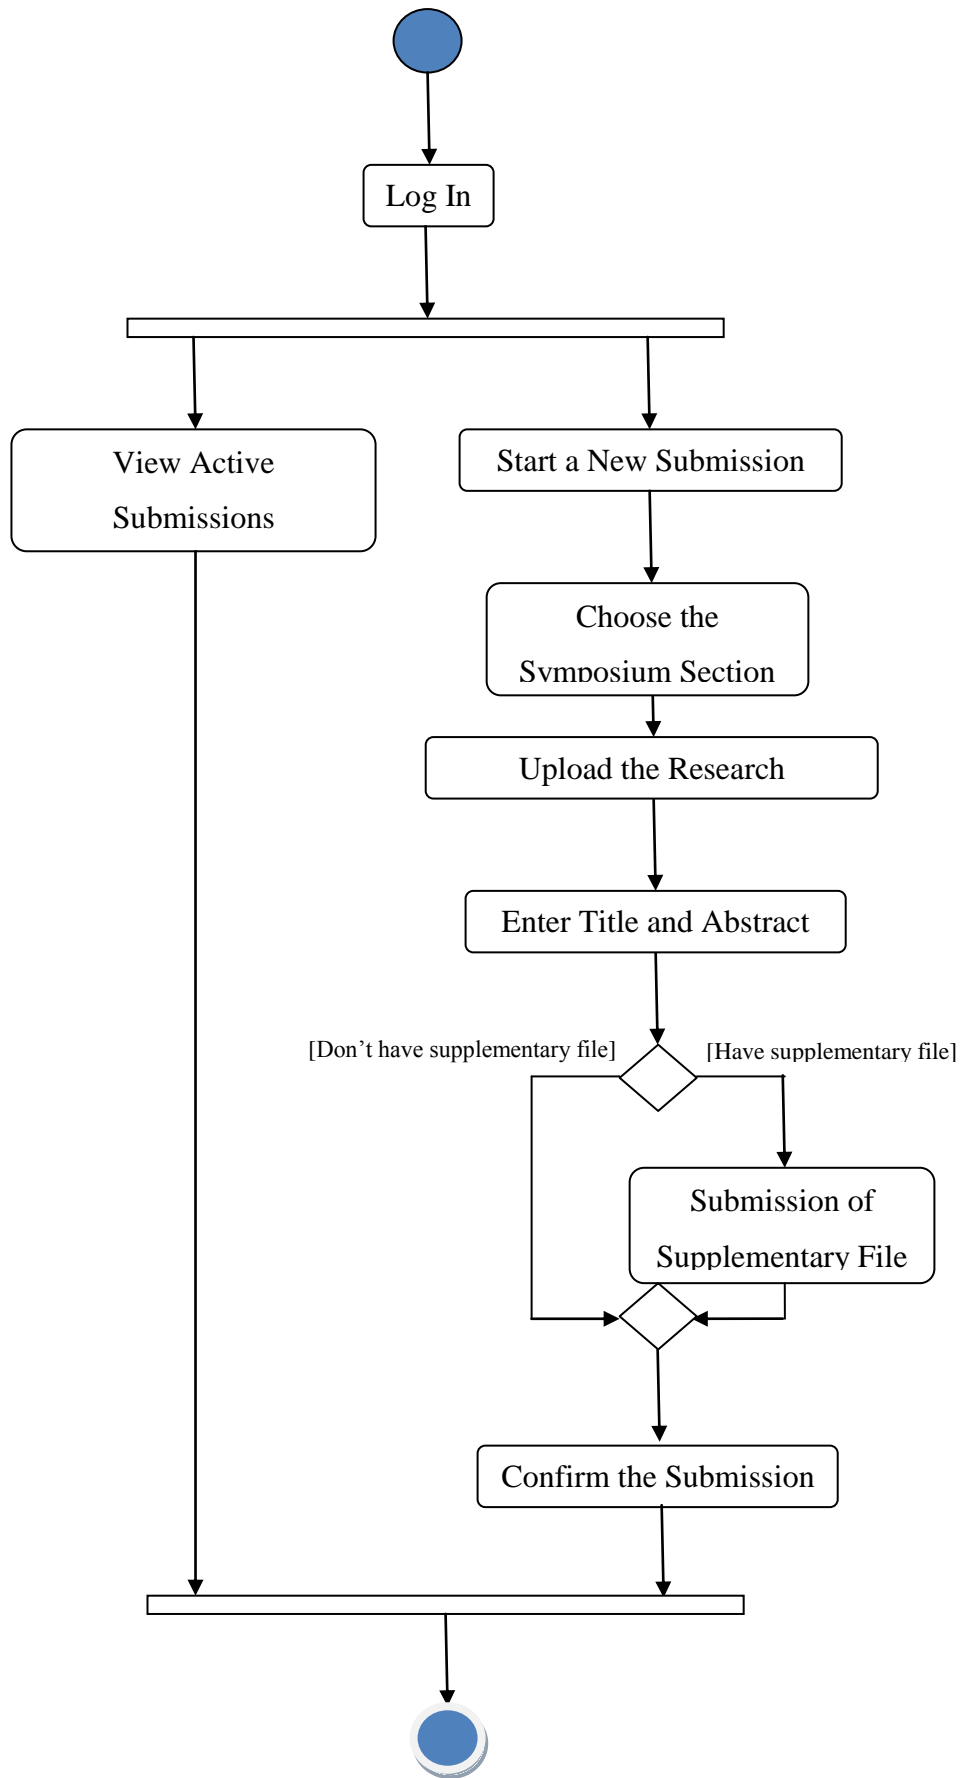 Log In
View Active
Submissions
Start a New Submission
Choose the
Symposium Section
Upload the Research
Enter Title and Abstract
[Don’t have supplementary file]
[Have supplementary file]
Submission of
Supplementary File
Confirm the Submission